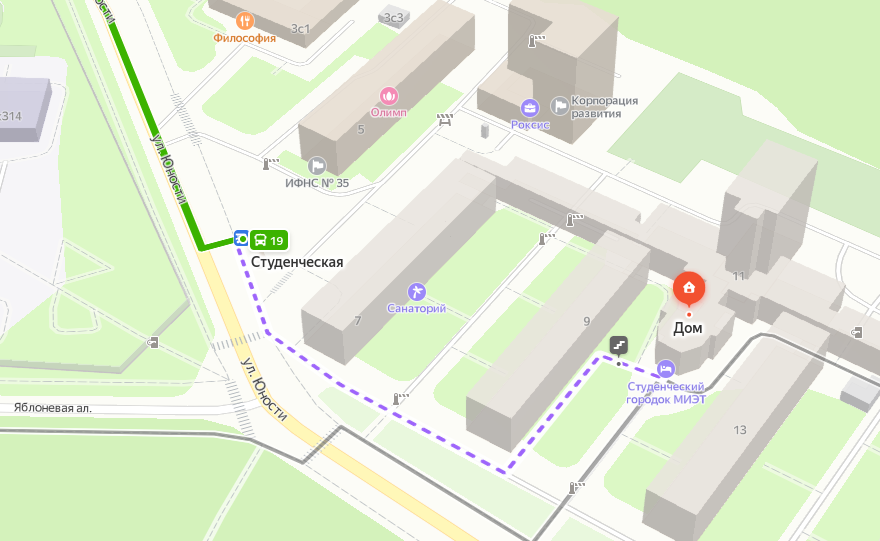 ости
3с1
3с3
Философия
с314
Олимп
5
Роксис
Корпорация
развития
ул. Юности
ИФНС № 35
19
Студенческая
Санаторий
7
9
11
Дом
Студенческий
городок МИЭТ
ул. Юности
Яблоневая ал.
13